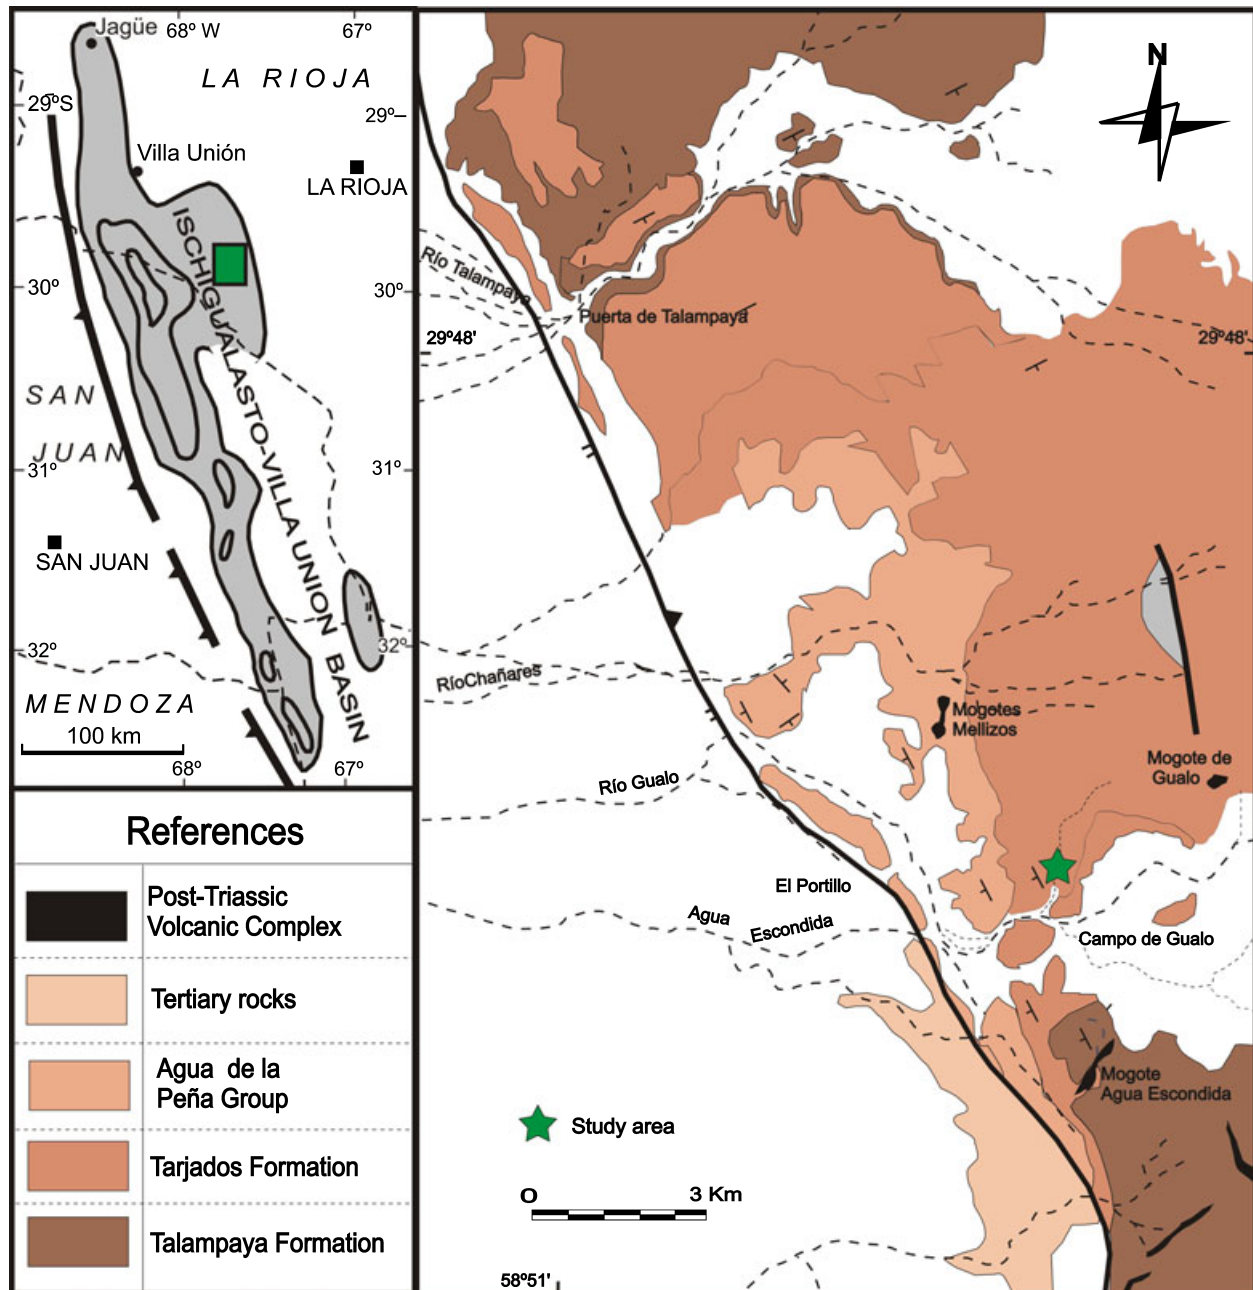 Jagüe
68º W
67º
LA RIOJA
29ºS
29º
Villa Unión
LA RIOJA
ISCHIGUALASTO-VILLA UNION BASIN
30º
30º
SAN
JUAN
31º
31º
SAN JUAN
32º
32º
MENDOZA
100 km
68º
67º
References
Post-Triassic
Volcanic Complex
Tertiary rocks
Agua de la
Peña Group
Tarjados Formation
Talampaya Formation
N
Río Talampaya
Puerta de Talampaya
29º48'
29º48'
RíoChañares
Mogotes
Mellizos
Mogote de
Gualo
Río Gualo
El Portillo
Agua
Escondida
Campo de Gualo
Mogote
Agua Escondida
Study area
O
3 Km
58º51'